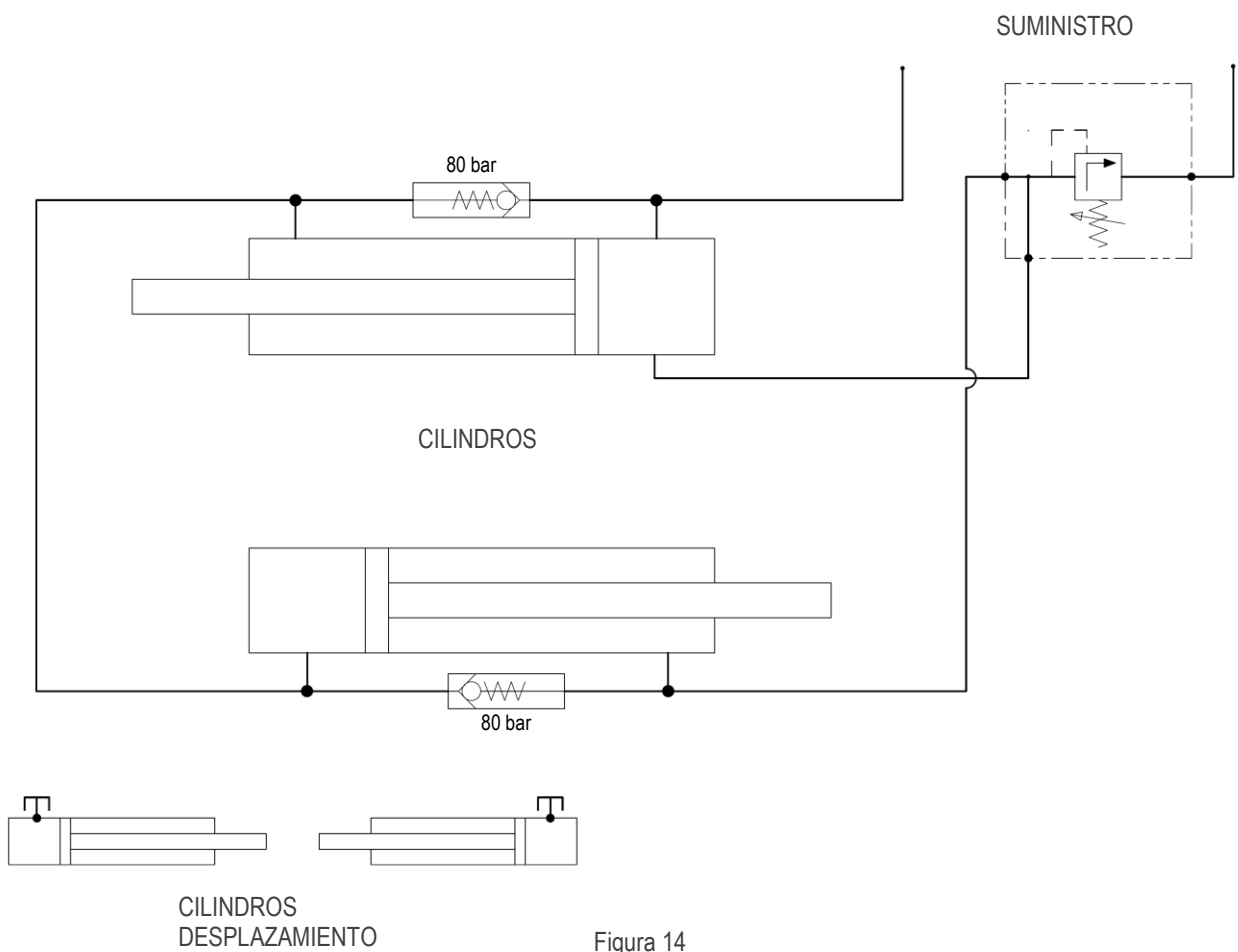 SUMINISTRO
80 bar
CILINDROS
80 bar
CILINDROS
DESPLAZAMIENTO
Figura 14